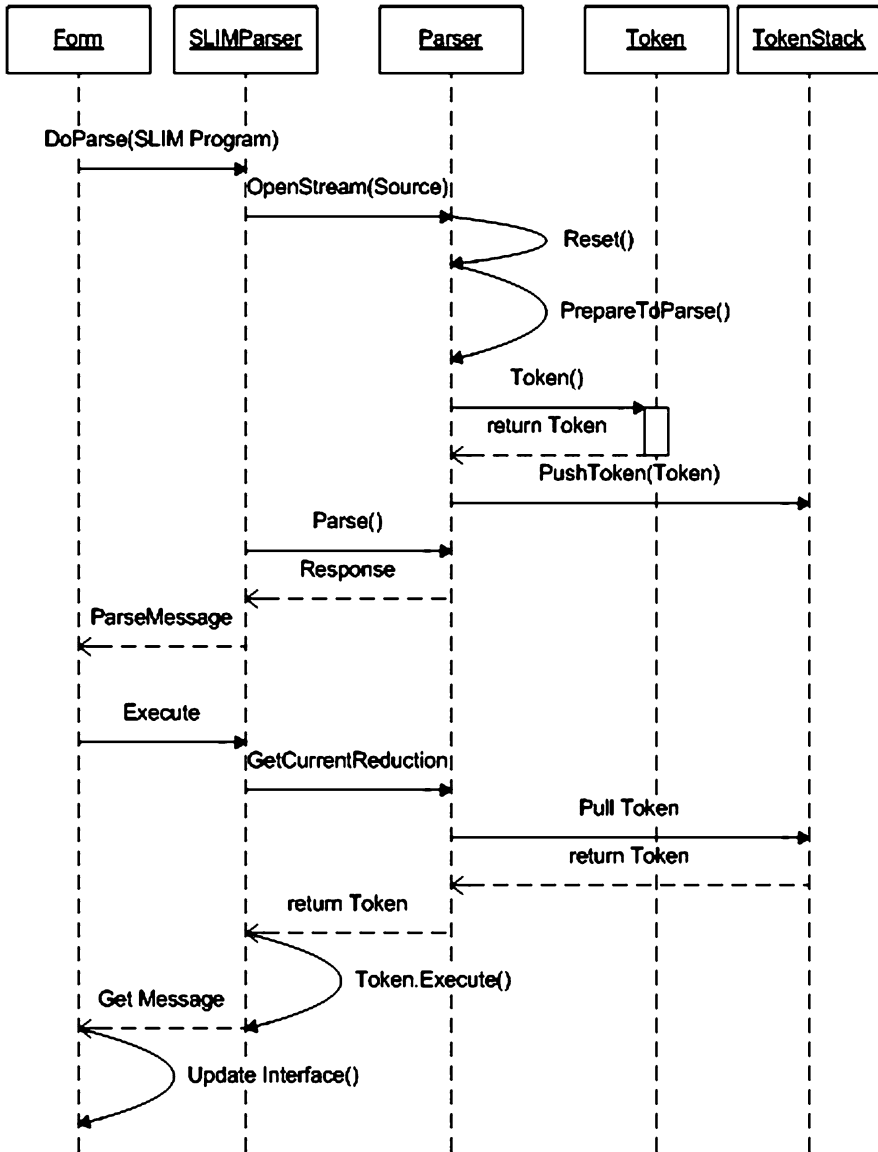 Form
SLIMParser
Parser
Token
TokenStack
DoParse(SLIM Program)
OpenStream(Source)
Reset()
PrepareToParse()
Token()
return Token
PushToken(Token)
Parse()
Response
ParseMessage
Execute
GetCurrentReduction
Pull Token
return Token
return Token
Token.Execute()
Get Message
Update Interface()